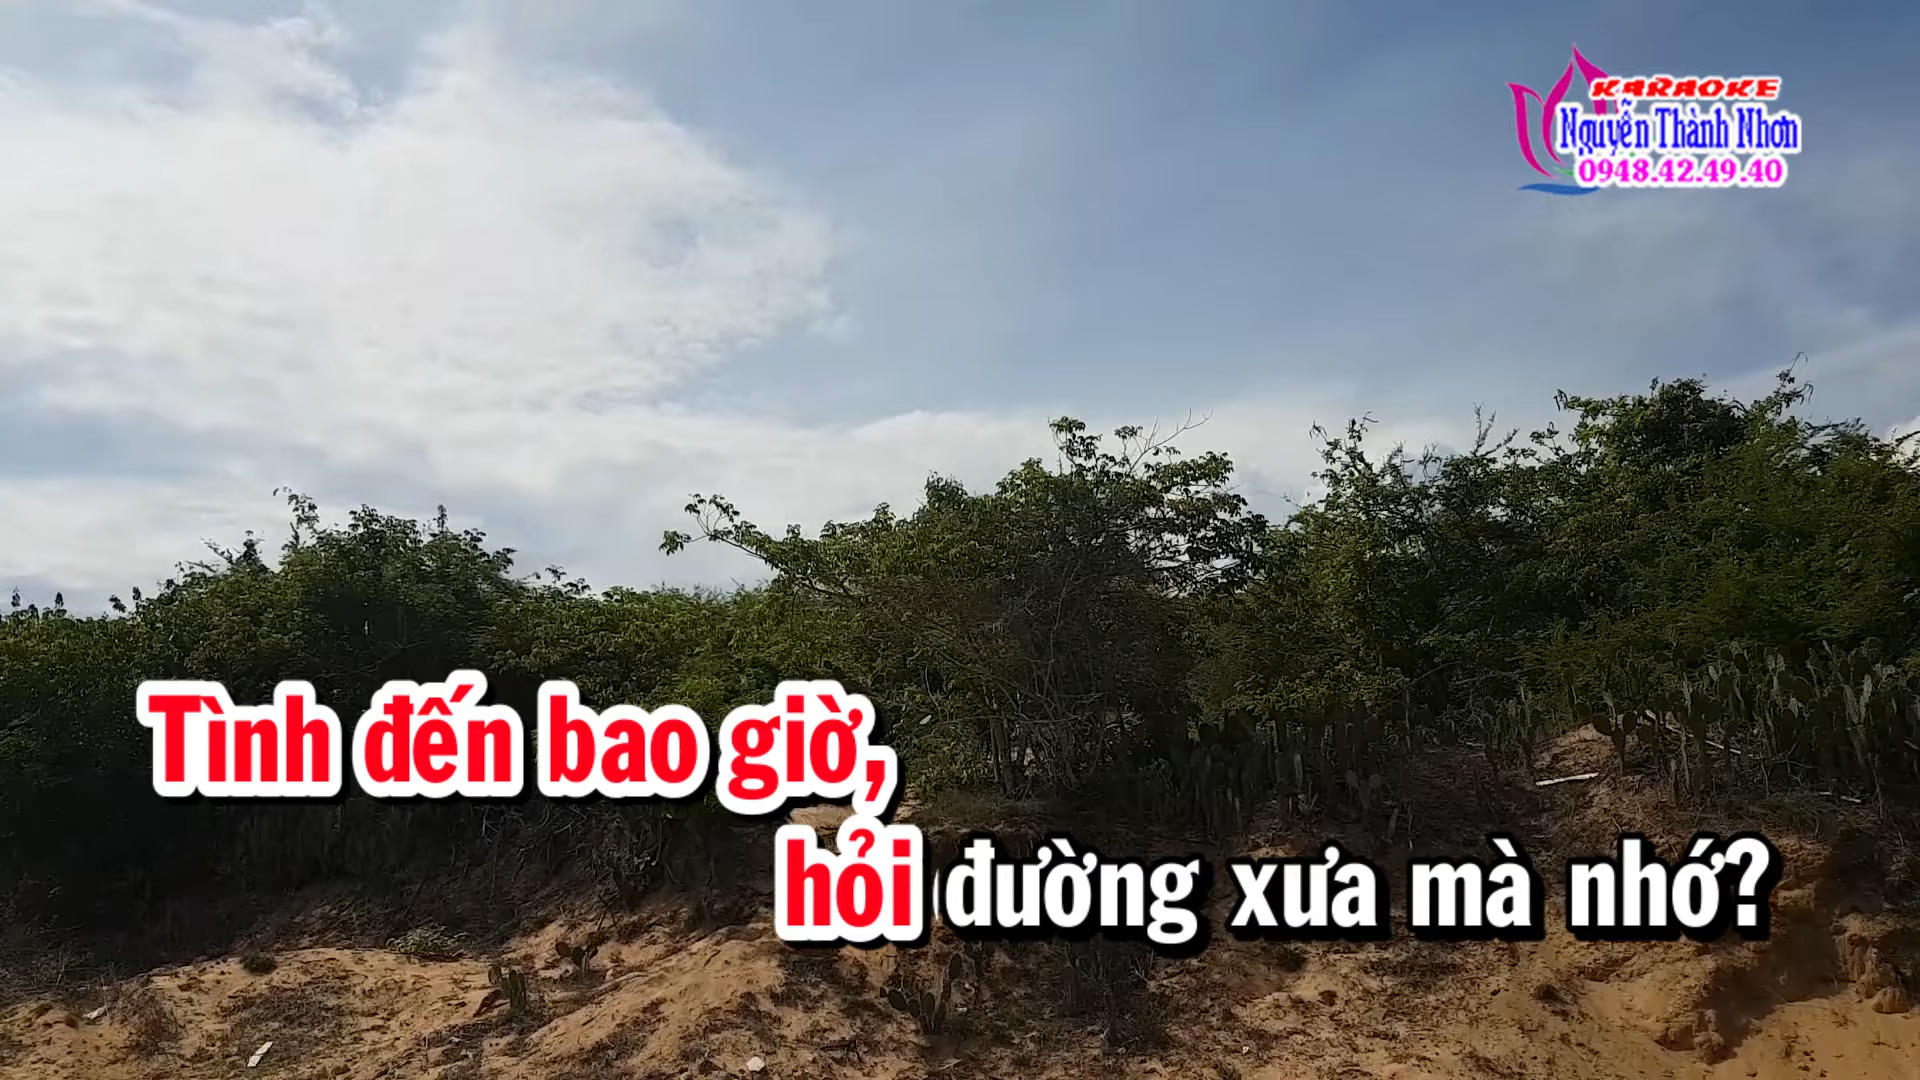 KARAOKE
Nguyễn Thành Nhơn
0948.42.49.40
Tình đến bao giờ,
hỏi đường xưa mà nhớ?